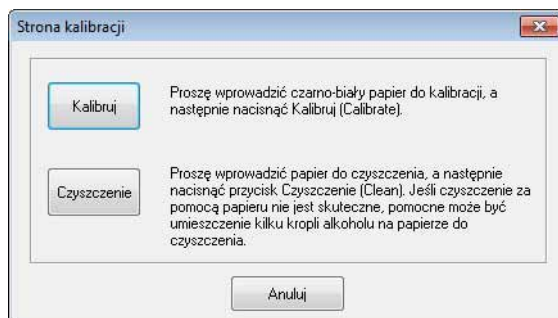 Strona kalibracji
Kalibruj
Proszę wprowadzić czarno-biały papier do kalibracji, a
następnie nacisnąć Kalibruj (Calibrate).
Czyszczenie
Proszę wprowadzić papier do czyszczenia, a następnie
nacisnąć przycisk Czyszczenie (Clean). Jeśli czyszczenie za
pomocą papieru nie jest skuteczne, pomocne może być
umieszczenie kilku kropli alkoholu na papierze do
czyszczenia.
Anuluj